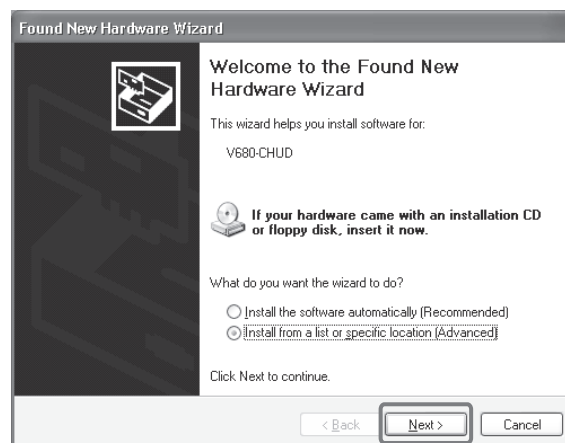 Found New Hardware Wizard
Welcome to the Found New
Hardware Wizard
This wizard helps you install software for:
V680-CHUD
If your hardware came with an installation CD
or floppy disk, insert it now.
What do you want the wizard to do?
Install the software automatically (Recommended)
Install from a list or specific location (Advanced)
Click Next to continue.
< Back Next > Cancel